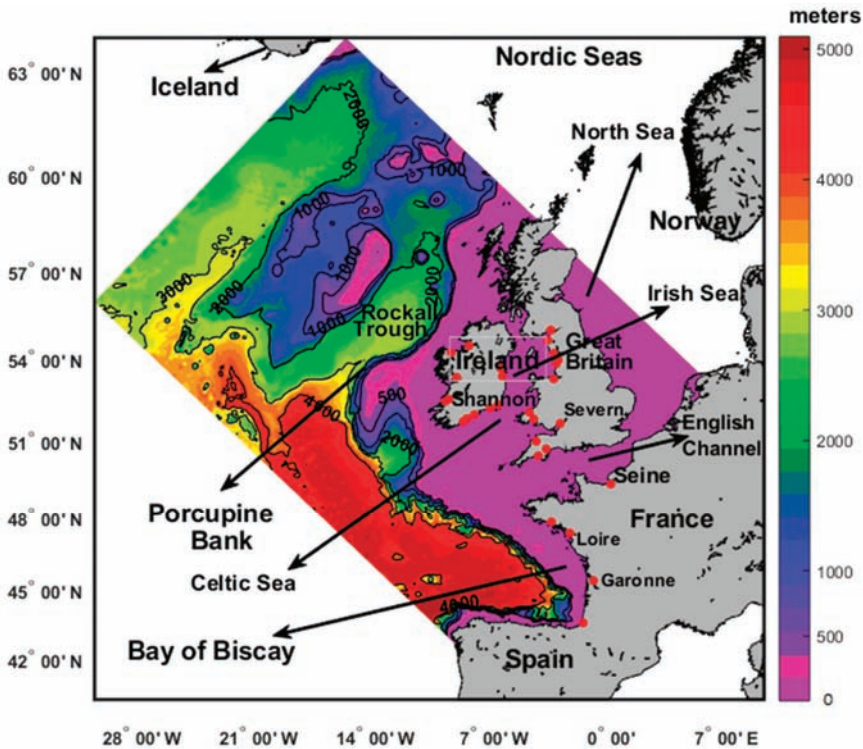 meters
5000
4000
3000
2000
1000
500
0
63° 00' N
60° 00' N
57° 00' N
54° 00' N
51° 00' N
48° 00' N
45° 00' N
42° 00' N
Iceland
Nordic Seas
North Sea
Norway
Irish Sea
2000
1000
1000
1000
3000
2000
2000
1000
Rockall
Trough
Ireland
Great
Britain
4000
500
Shannon
Severn
2000
English
Channel
Porcupine
Bank
Seine
France
Celtic Sea
Loire
Garonne
4000
Bay of Biscay
Spain
28° 00' W
21° 00' W
14° 00' W
7° 00' W
0° 00'
7° 00' E